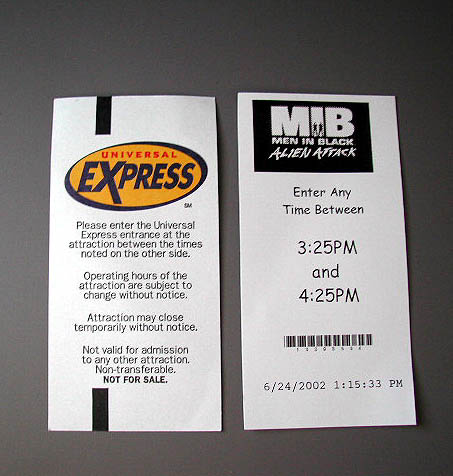 UNIVERSAL
EXPRESS
SM
Please enter the Universal
Express entrance at the
attraction between the times
noted on the other side.
Operating hours of the
attraction are subject to
change without notice.
Attraction may close
temporarily without notice.
Not valid for admission
to any other attraction.
Non-transferable.
NOT FOR SALE.
MIB
MEN IN BLACK
ALIEN ATTACK
Enter Any
Time Between
3:25PM
and
4:25PM
6/24/2002 1:15:33 PM